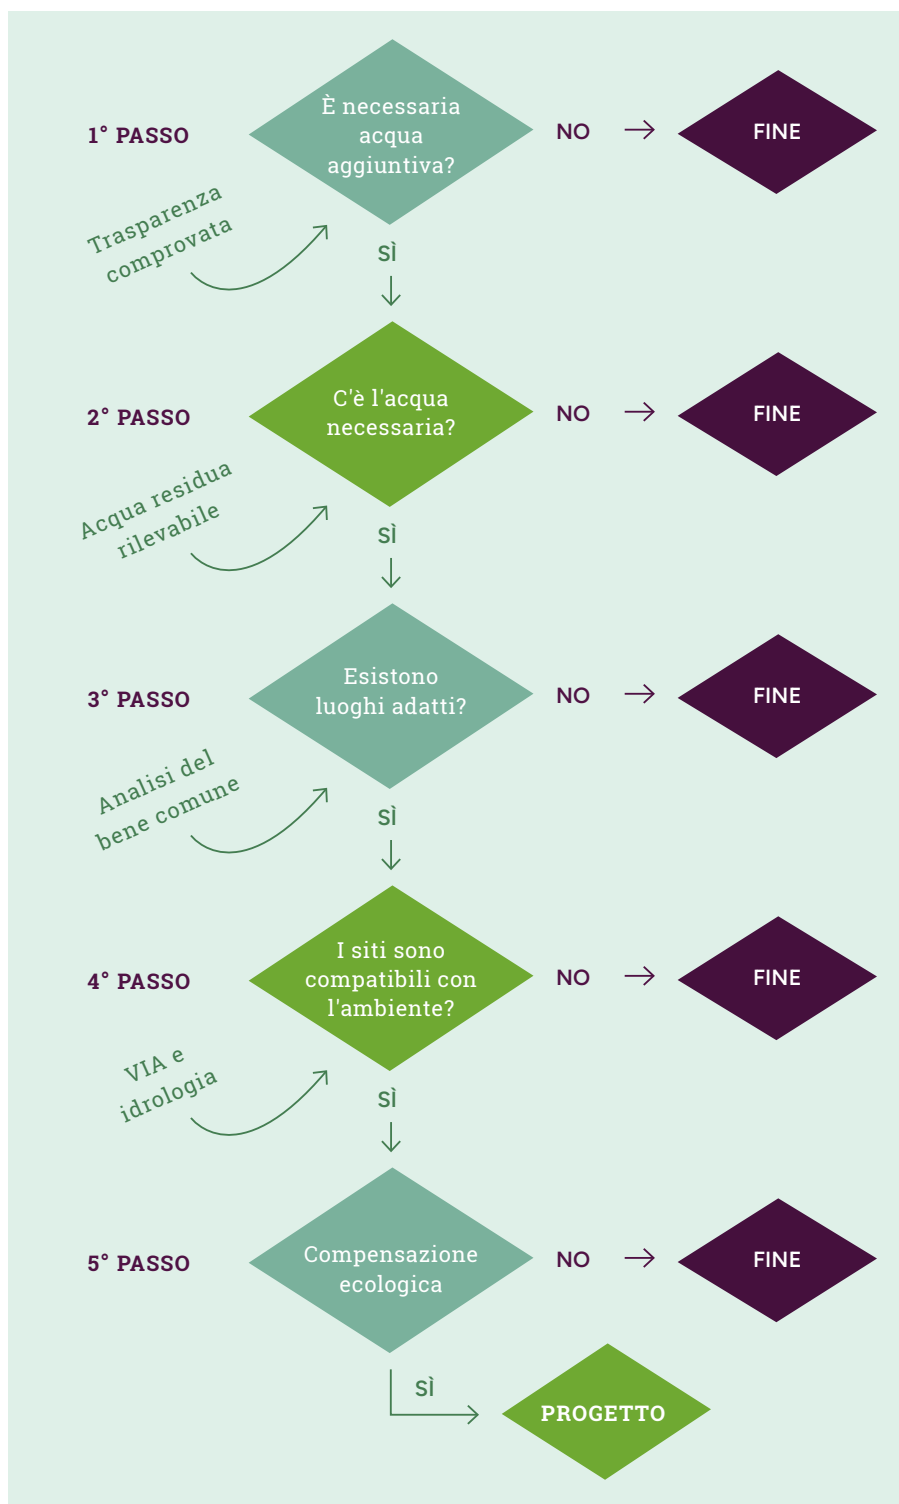 È necessaria
acqua
aggiuntiva?
1° PASSO
NO
FINE
Trasparenza
comprovata
SÌ
C'è l'acqua
necessaria?
2° PASSO
NO
FINE
Acqua residua
rilevabile
SÌ
Esistono
luoghi adatti?
3° PASSO
NO
FINE
Analisi del
bene comune
SÌ
I siti sono
compatibili con
l'ambiente?
4° PASSO
NO
FINE
VIA e
idrologia
SÌ
Compensazione
ecologica
5° PASSO
NO
FINE
SÌ
PROGETTO